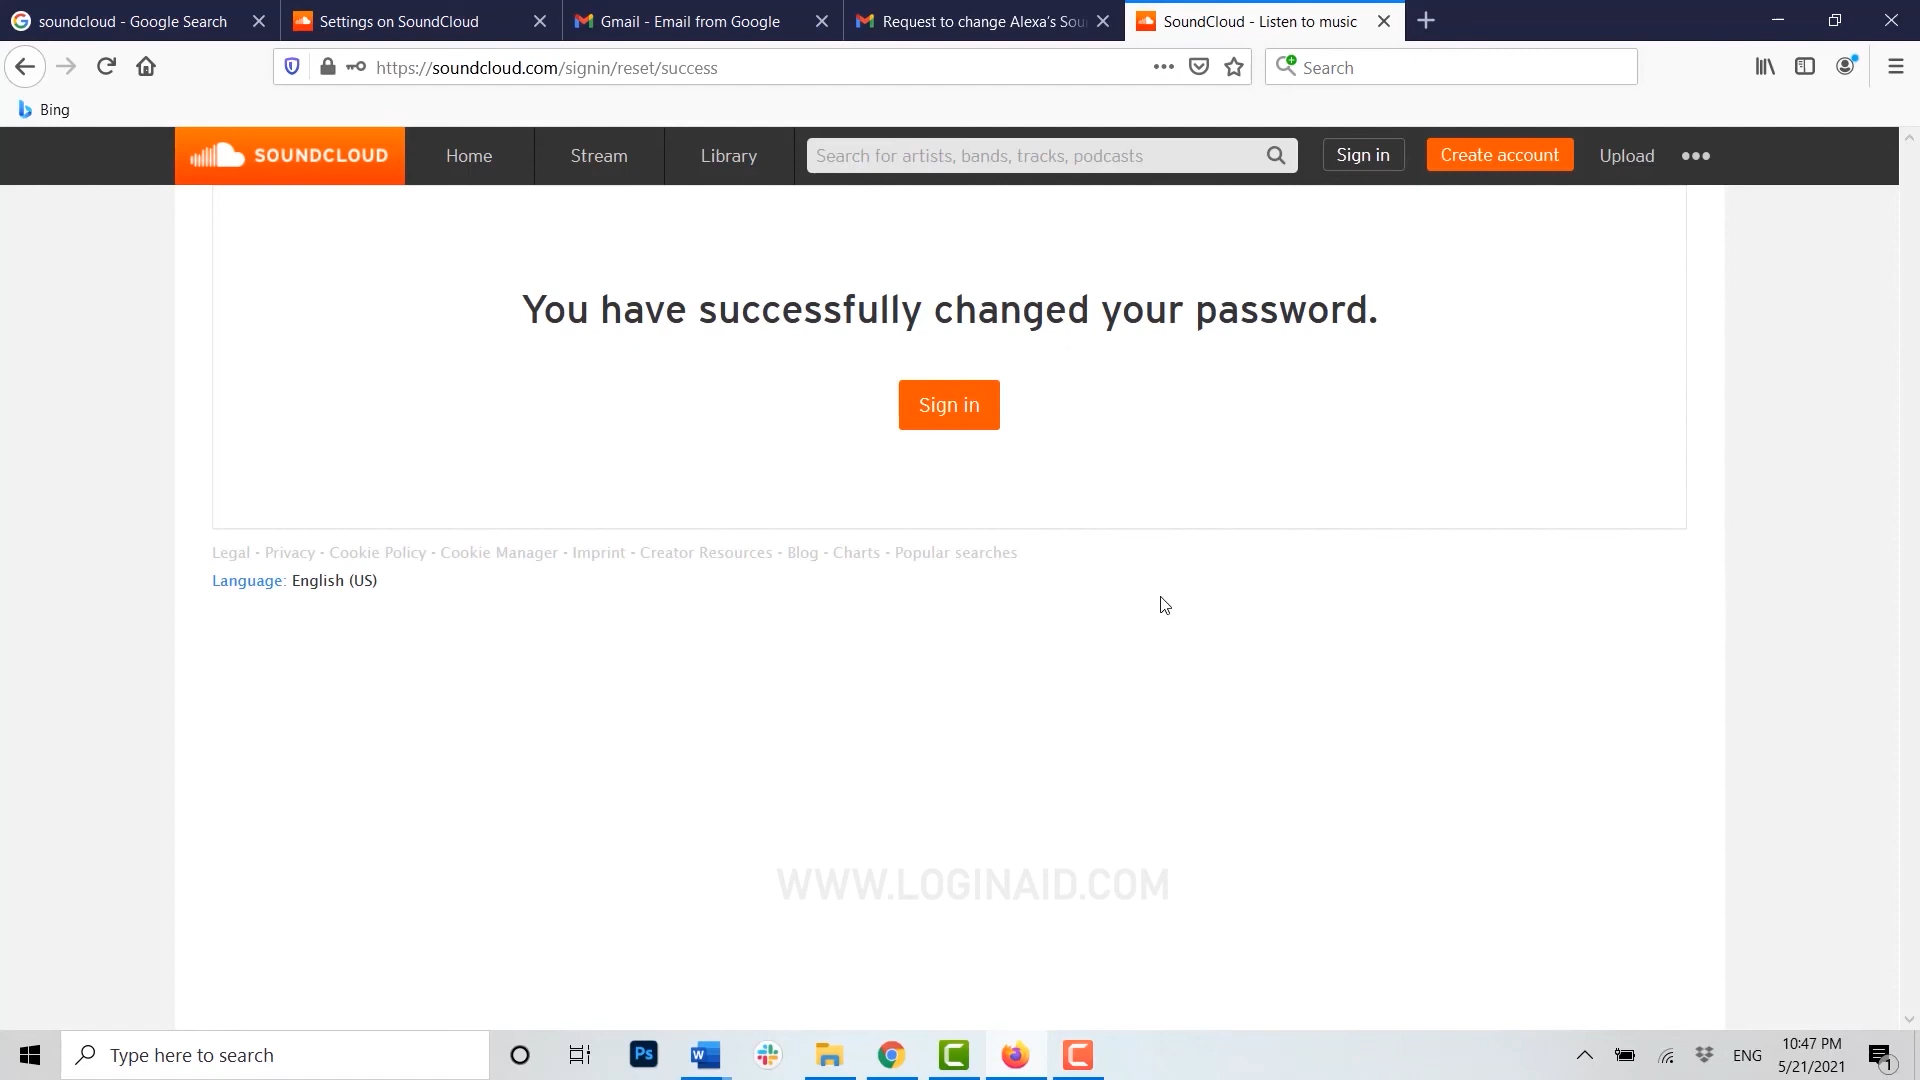 soundcloud - Google Search
Settings on SoundCloud
Gmail - Email from Google
Request to change Alexa's Sou
SoundCloud - Listen to music
https://soundcloud.com/signin/reset/success
Search
Bing
SOUNDCLOUD
Home
Stream
Library
Search for artists, bands, tracks, podcasts
Sign in
Create account
Upload
You have successfully changed your password.
Sign in
Legal - Privacy - Cookie Policy - Cookie Manager - Imprint - Creator Resources - Blog - Charts - Popular searches
Language: English (US)
WWW.LOGINAID.COM
Type here to search
Ps
W
ENG
10:47 PM
5/21/2021
1